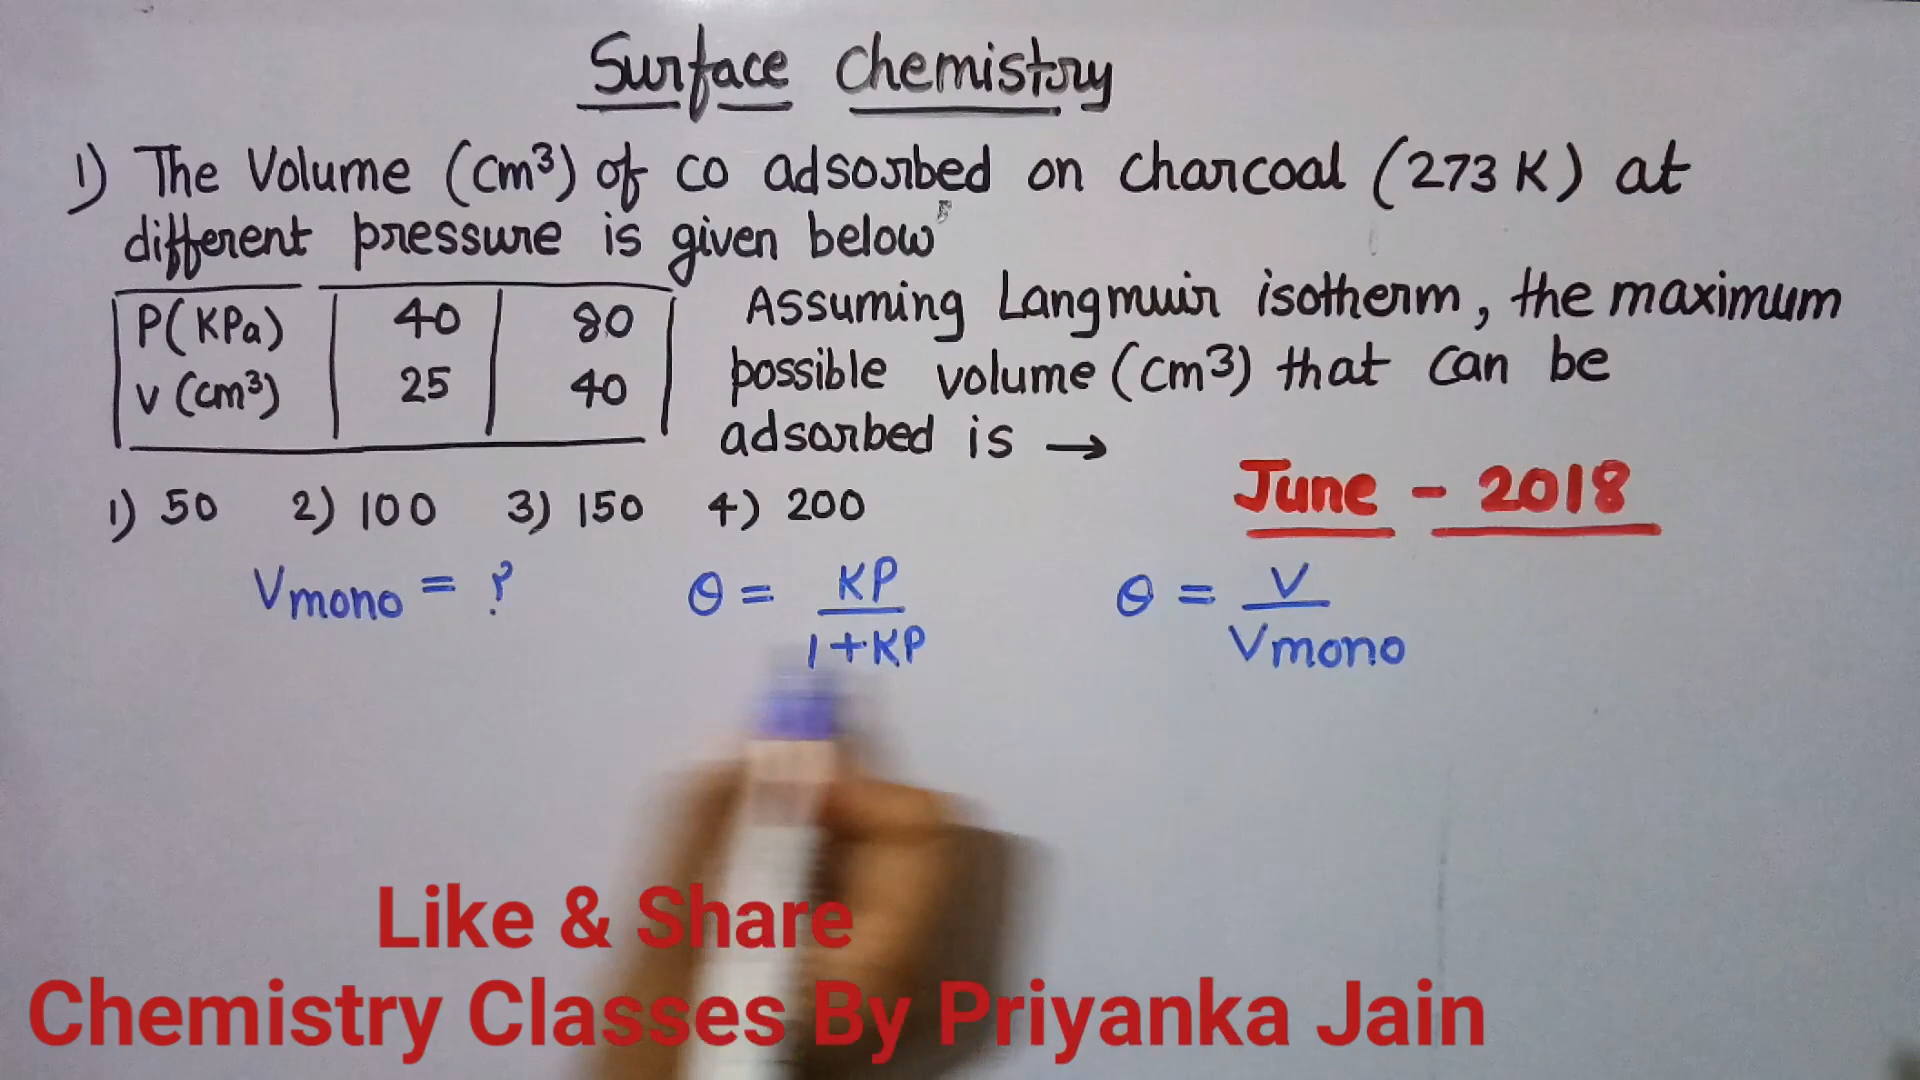 Surface Chemistry
1) The Volume (cm³) of CO adsorbed on Charcoal (273 K) at
different pressure is given below
P(KPa) 40 80
V (cm³) 25 40
Assuming Langmuir isotherm, the maximum
possible volume (cm³) that can be
adsorbed is →
June - 2018
1) 50 2) 100 3) 150 4) 200
Vmono = ? θ = KP / 1+KP θ = V / Vmono
Like & Share
Chemistry Classes By Priyanka Jain